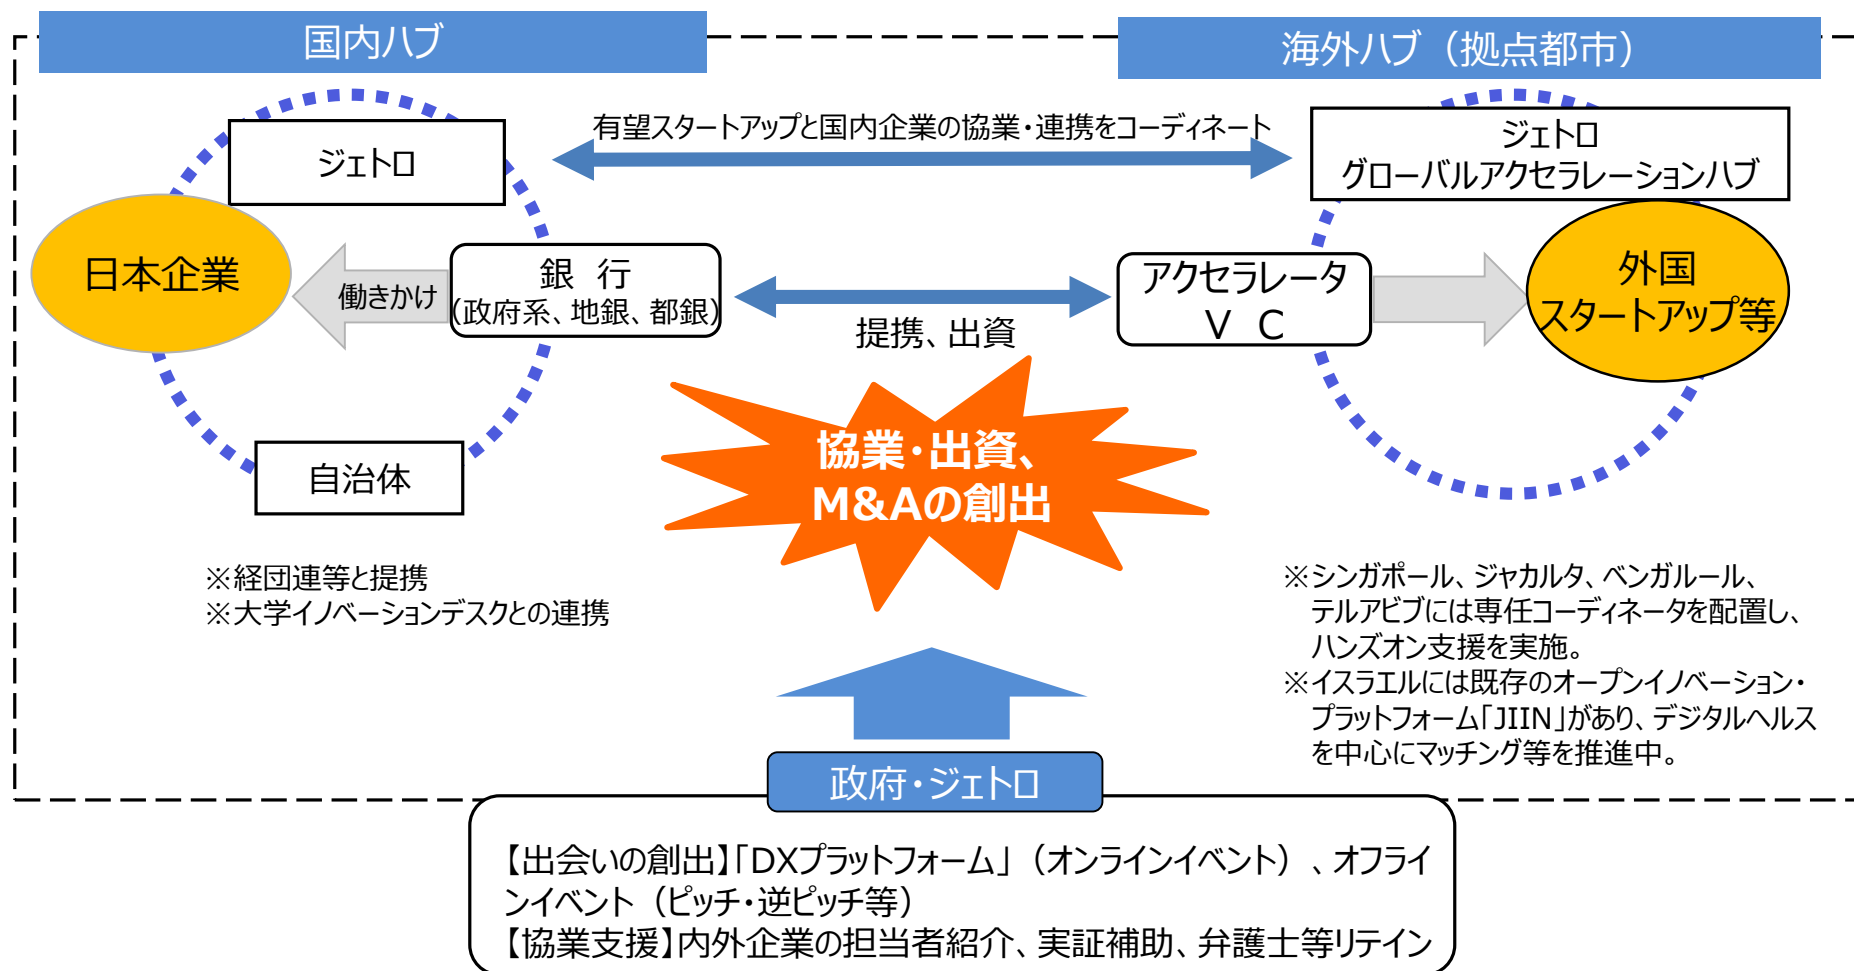 国内ハブ
海外ハブ（拠点都市）
有望スタートアップと国内企業の協業・連携をコーディネート
ジェトロ
ジェトロ
グローバルアクセラレーションハブ
日本企業
働きかけ
銀 行
（政府系、地銀、都銀）
提携、出資
アクセラレータ
V C
外国
スタートアップ等
自治体
協業・出資、
M&Aの創出
※経団連等と提携
※大学イノベーションデスクとの連携
※シンガポール、ジャカルタ、ベンガルール、
テルアビブには専任コーディネータを配置し、
ハンズオン支援を実施。
※イスラエルには既存のオープンイノベーション・
プラットフォーム「JIIN」があり、デジタルヘルス
を中心にマッチング等を推進中。
政府・ジェトロ
【出会いの創出】「DXプラットフォーム」（オンラインイベント）、オフライ
ンイベント（ピッチ・逆ピッチ等）
【協業支援】内外企業の担当者紹介、実証補助、弁護士等リテイン